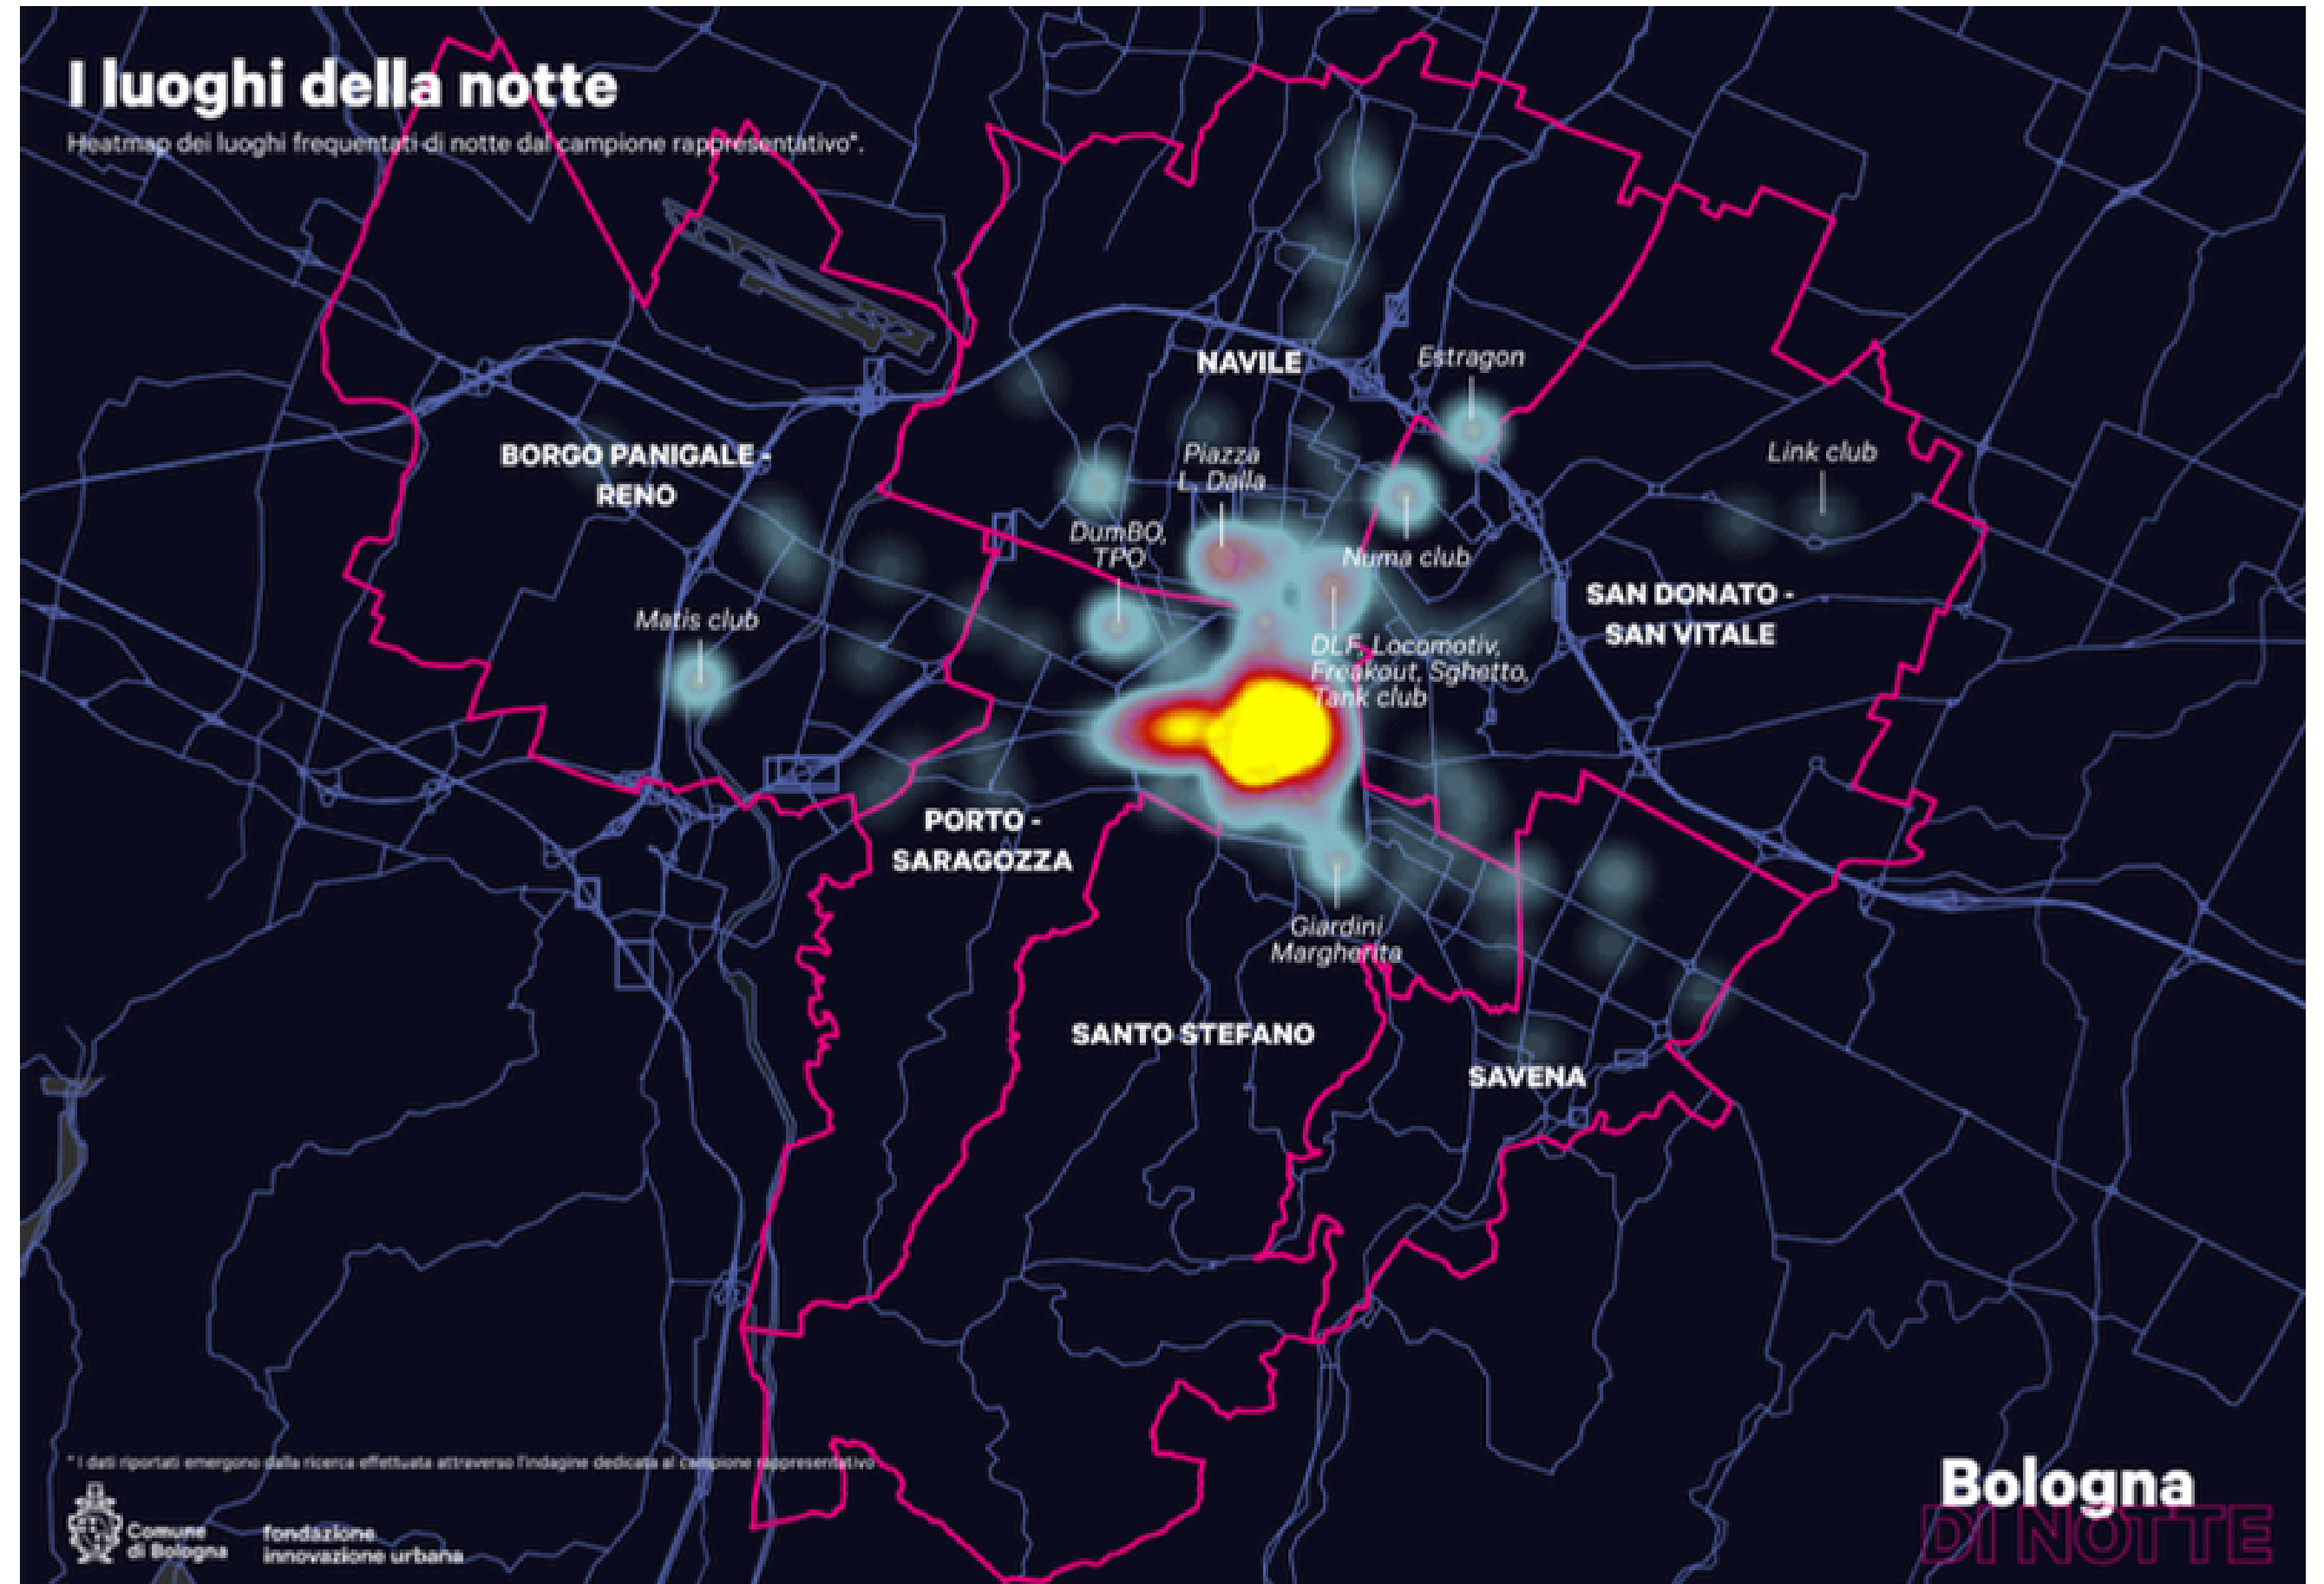 I luoghi della notte
Heatmap dei luoghi frequentati di notte dal campione rappresentativo*.
NAVILE
Estragon
Piazza
L. Dalla
Link club
BORGO PANIGALE -
RENO
DumBO,
TPO
Numa club
SAN DONATO -
SAN VITALE
Matis club
DLF, Locomotiv,
Freakout, Sghetto,
Tank club
PORTO -
SARAGOZZA
Giardini
Margherita
SANTO STEFANO
SAVENA
* I dati riportati emergono dalla ricerca effettuata attraverso l'indagine dedicata al campione rappresentativo
Comune
di Bologna
fondazione
innovazione urbana
Bologna
DI NOTTE